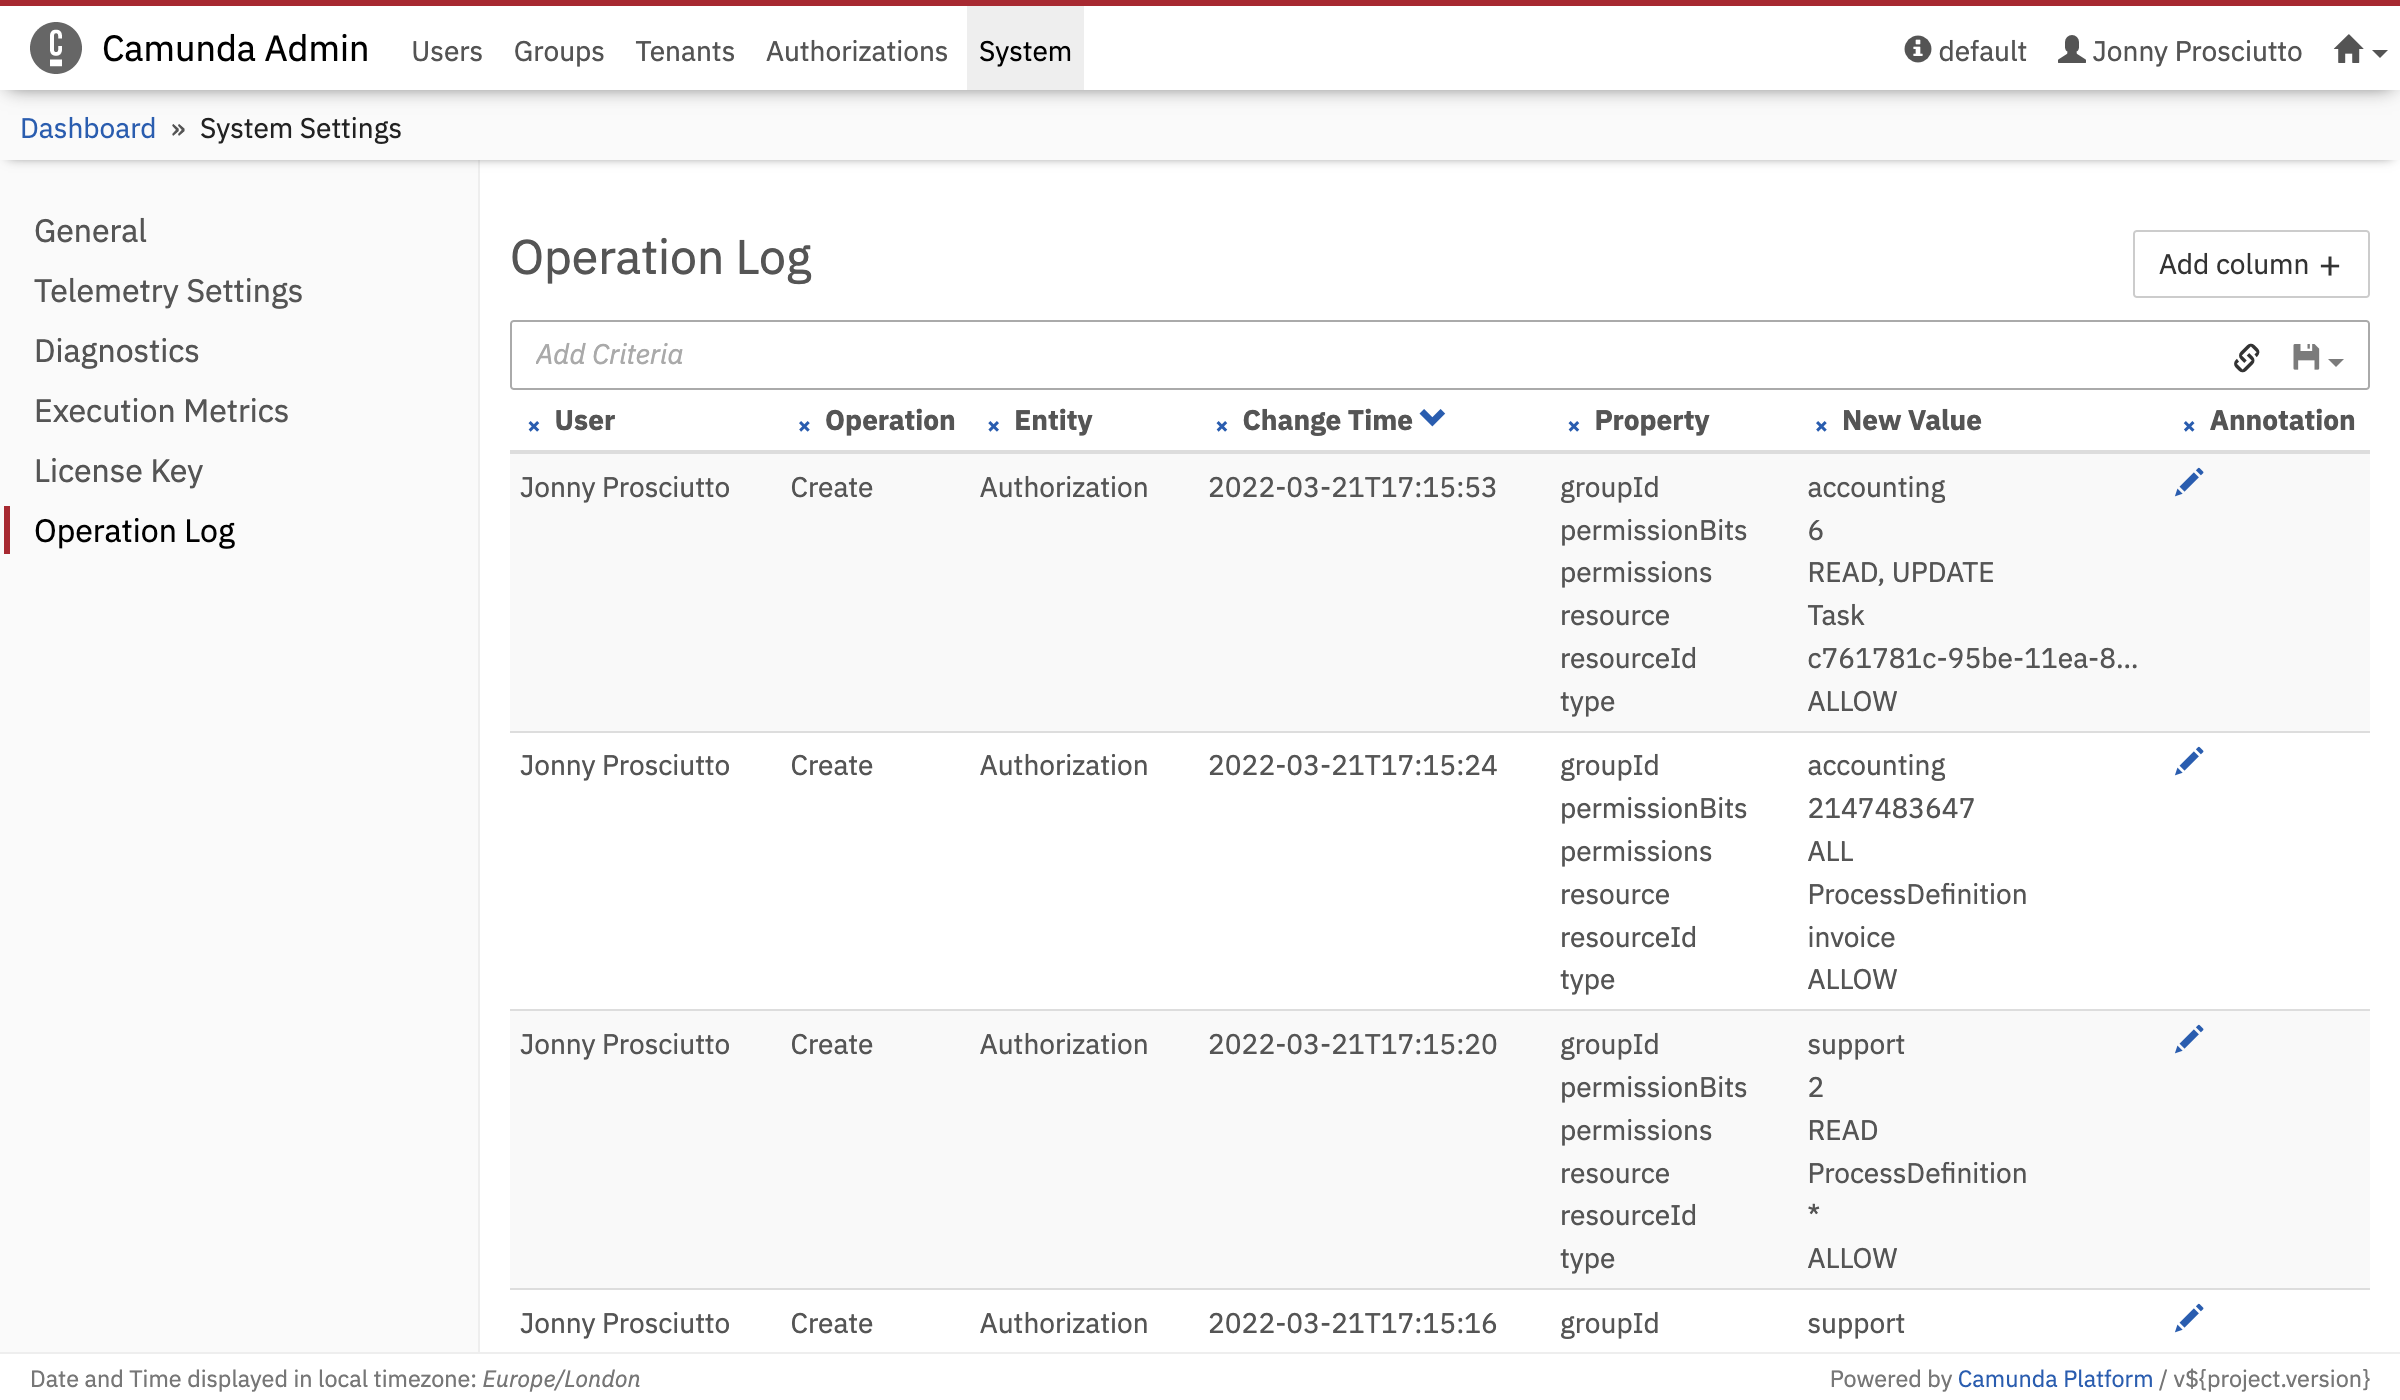 Camunda Admin Users Groups Tenants Authorizations System default Jonny Prosciutto
Dashboard » System Settings
General
Telemetry Settings
Diagnostics
Execution Metrics
License Key
Operation Log
Operation Log
Add column +
Add Criteria
× User × Operation × Entity × Change Time × Property × New Value × Annotation
Jonny Prosciutto Create Authorization 2022-03-21T17:15:53 groupId accounting
permissionBits 6
permissions READ, UPDATE
resource Task
resourceId c761781c-95be-11ea-8...
type ALLOW
Jonny Prosciutto Create Authorization 2022-03-21T17:15:24 groupId accounting
permissionBits 2147483647
permissions ALL
resource ProcessDefinition
resourceId invoice
type ALLOW
Jonny Prosciutto Create Authorization 2022-03-21T17:15:20 groupId support
permissionBits 2
permissions READ
resource ProcessDefinition
resourceId *
type ALLOW
Jonny Prosciutto Create Authorization 2022-03-21T17:15:16 groupId support
Date and Time displayed in local timezone: Europe/London Powered by Camunda Platform / v${project.version}